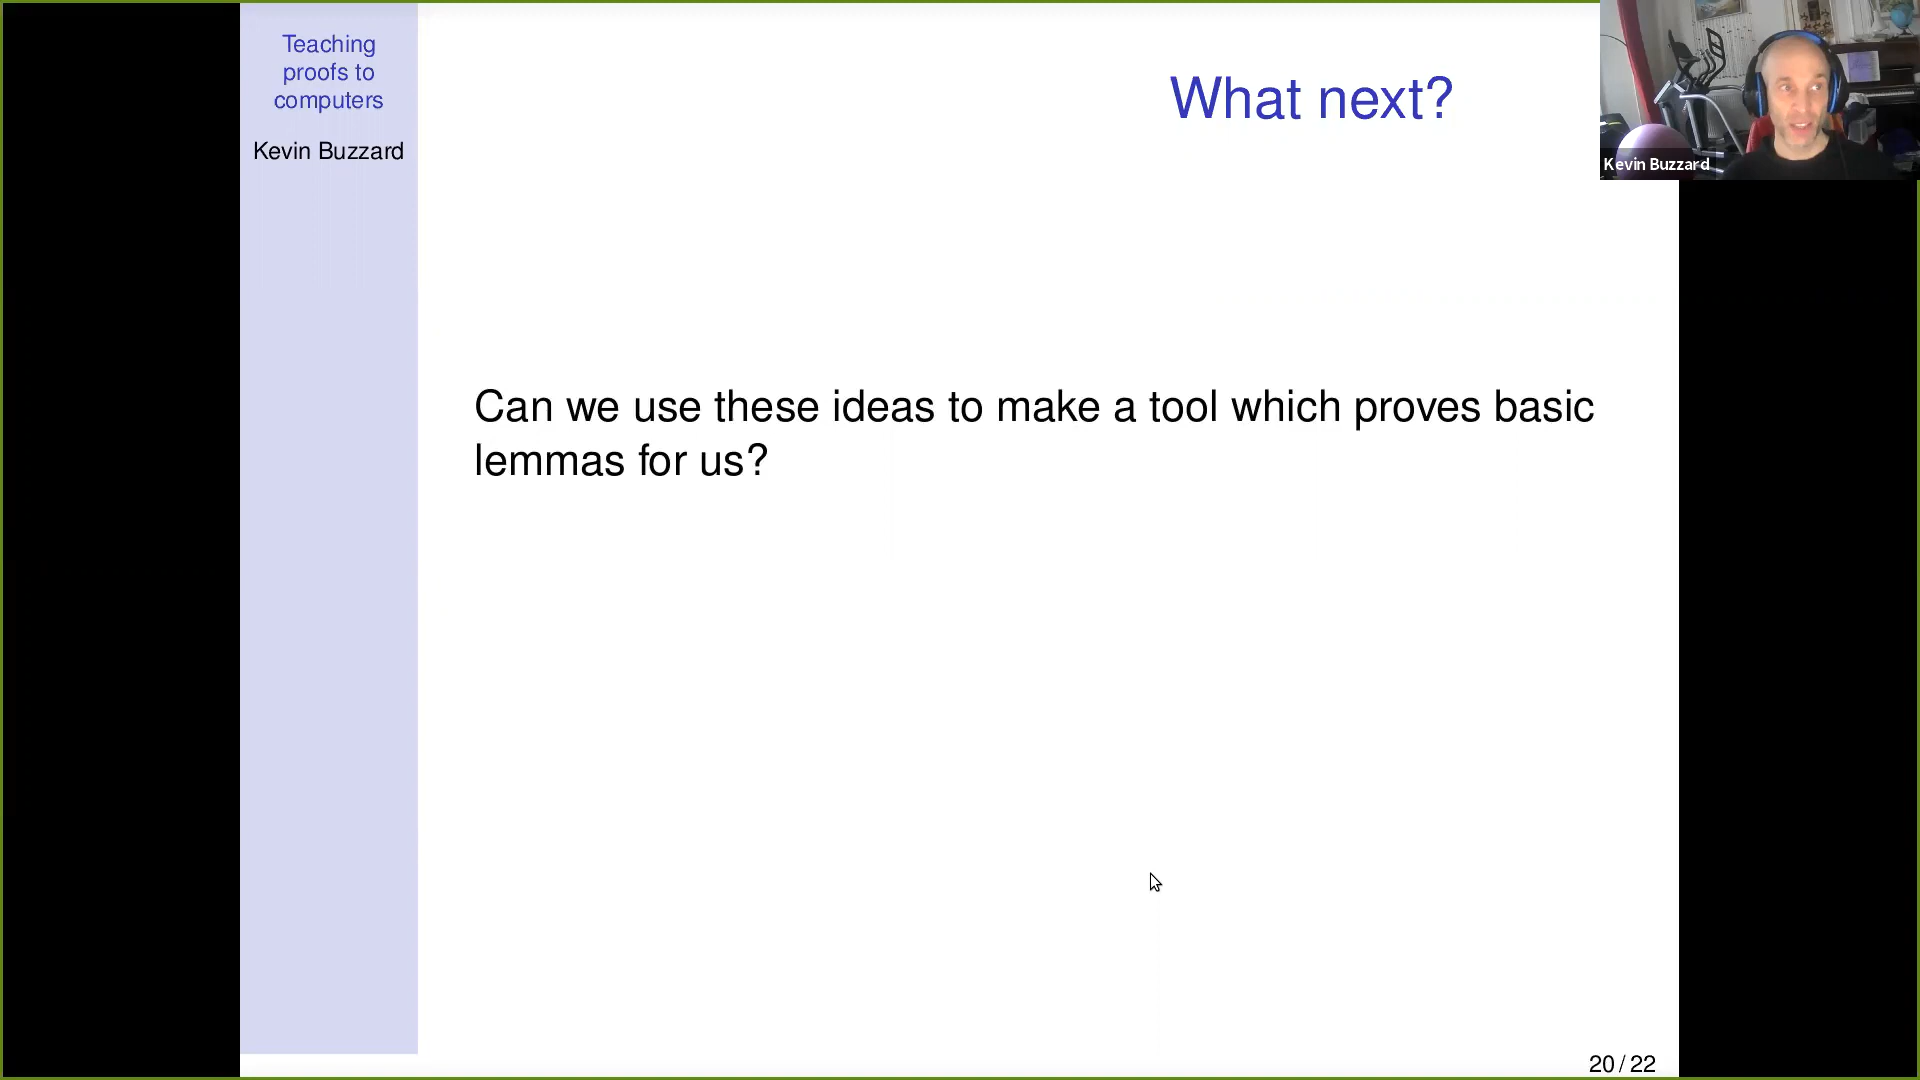 Teaching
proofs to
computers
Kevin Buzzard
What next?
Kevin Buzzard
Can we use these ideas to make a tool which proves basic
lemmas for us?
20 / 22